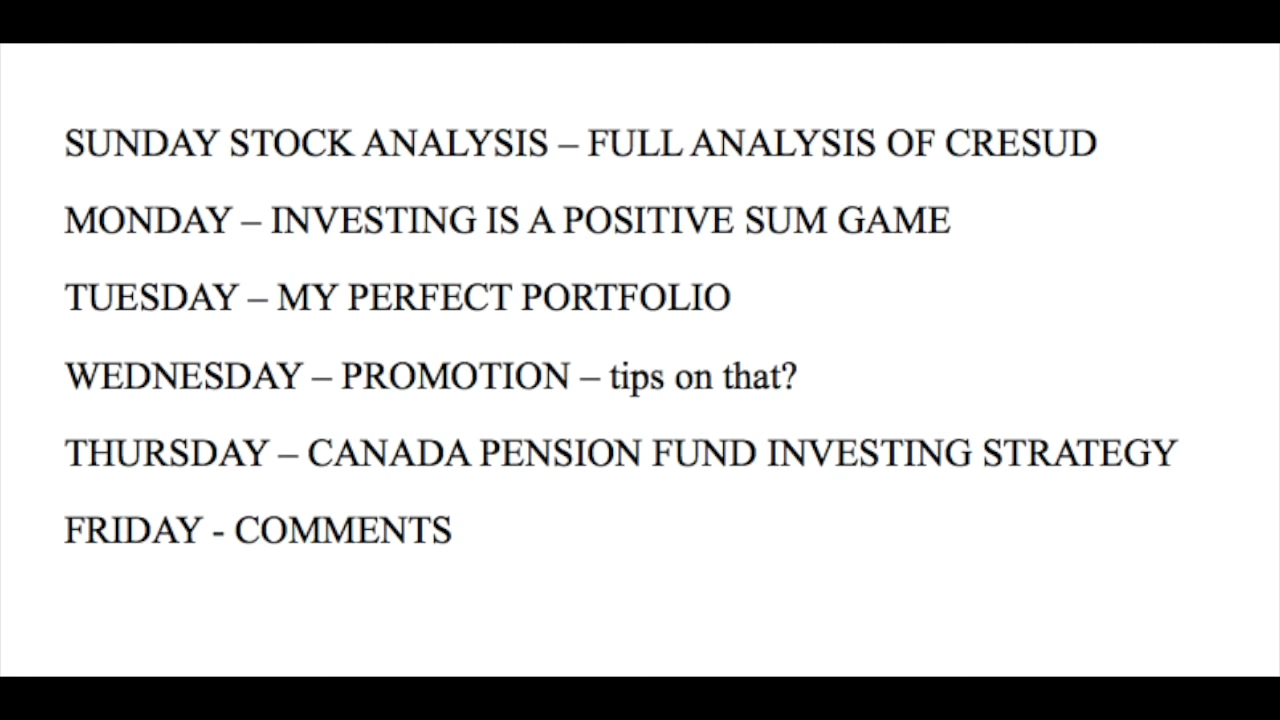 SUNDAY STOCK ANALYSIS – FULL ANALYSIS OF CRESUD
MONDAY – INVESTING IS A POSITIVE SUM GAME
TUESDAY – MY PERFECT PORTFOLIO
WEDNESDAY – PROMOTION – tips on that?
THURSDAY – CANADA PENSION FUND INVESTING STRATEGY
FRIDAY - COMMENTS